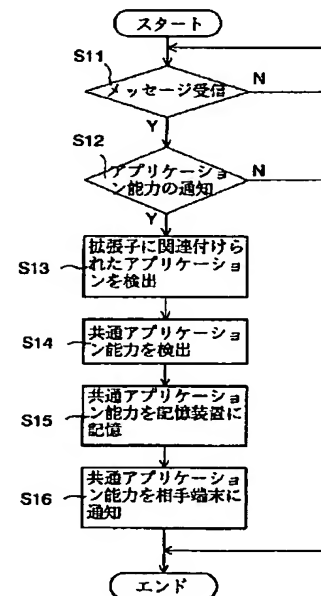 スタート
S11
メッセージ受信
N
Y
S12
アプリケーショ
ン能力の通知
N
Y
S13
拡張子に関連付けら
れたアプリケーショ
ンを検出
S14
共通アプリケーショ
ン能力を検出
S15
共通アプリケーショ
ン能力を記憶装置に
記憶
S16
共通アプリケーショ
ン能力を相手端末に
通知
エンド